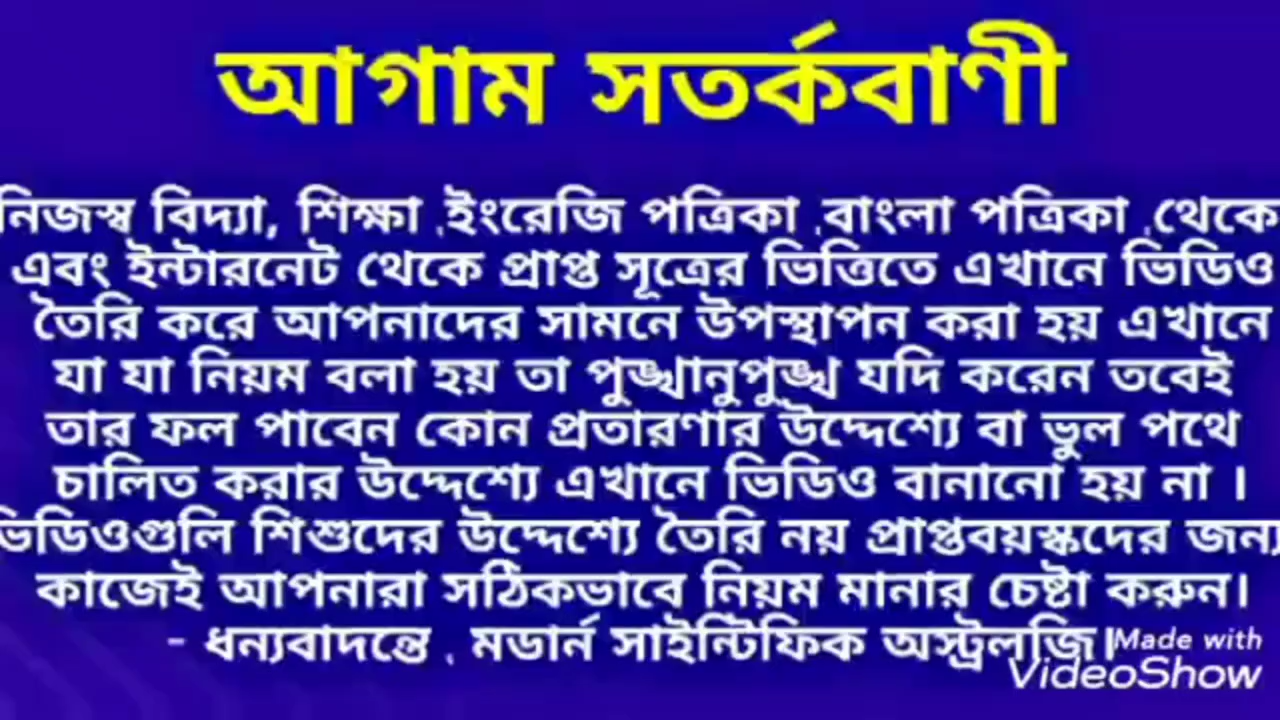 আগাম সতর্কবাণী
নিজস্ব বিদ্যা, শিক্ষা ,ইংরেজি পত্রিকা ,বাংলা পত্রিকা ,থেকে
এবং ইন্টারনেট থেকে প্রাপ্ত সূত্রের ভিত্তিতে এখানে ভিডিও
তৈরি করে আপনাদের সামনে উপস্থাপন করা হয় এখানে
যা যা নিয়ম বলা হয় তা পুঙ্খানুপুঙ্খ যদি করেন তবেই
তার ফল পাবেন কোন প্রতারণার উদ্দেশ্যে বা ভুল পথে
চালিত করার উদ্দেশ্যে এখানে ভিডিও বানানো হয় না ।
ভিডিওগুলি শিশুদের উদ্দেশ্যে তৈরি নয় প্রাপ্তবয়স্কদের জন্য
কাজেই আপনারা সঠিকভাবে নিয়ম মানার চেষ্টা করুন।
- ধন্যবাদন্তে , মডার্ন সাইন্টিফিক অস্ট্রলজি।
Made with
VideoShow